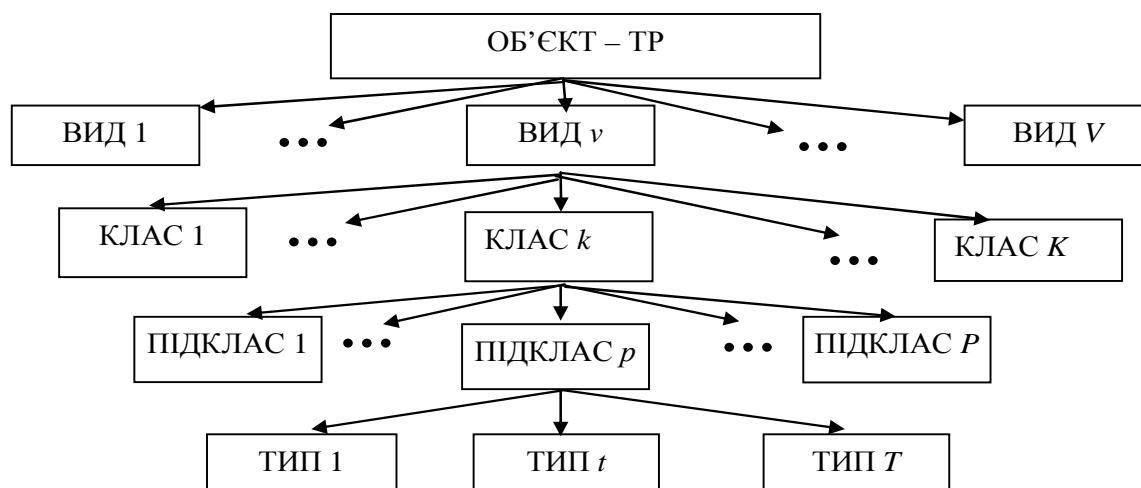 ОБ’ЄКТ – ТР
ВИД 1 ••• ВИД v ••• ВИД V
КЛАС 1 ••• КЛАС k ••• КЛАС K
ПІДКЛАС 1 ••• ПІДКЛАС p ••• ПІДКЛАС P
ТИП 1 ТИП t ТИП T